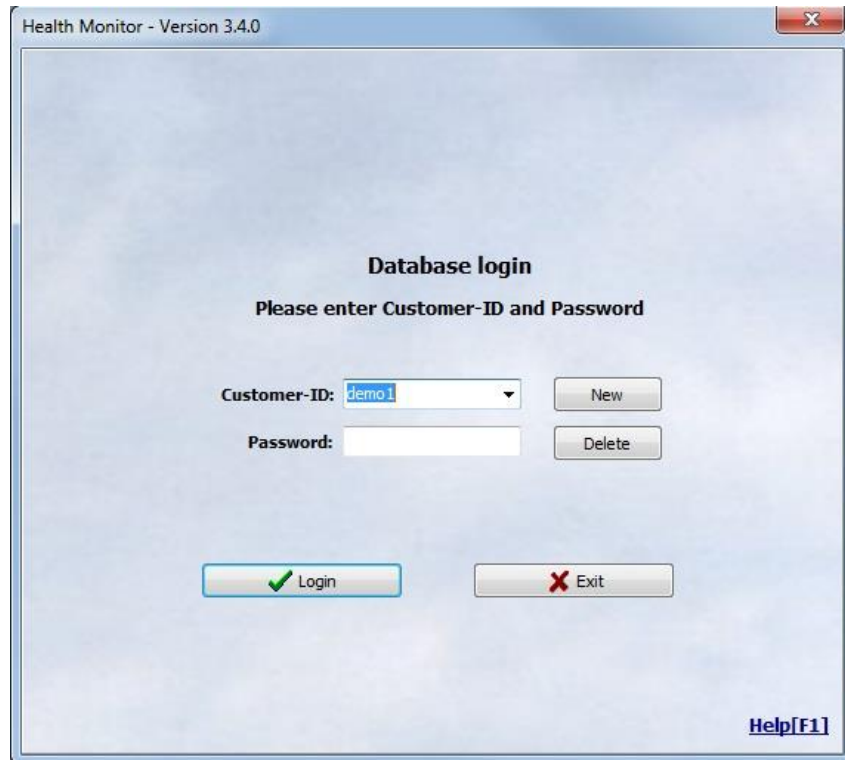 Health Monitor - Version 3.4.0
Database login
Please enter Customer-ID and Password
Customer-ID: demo1 New
Password: Delete
Login Exit
Help[F1]